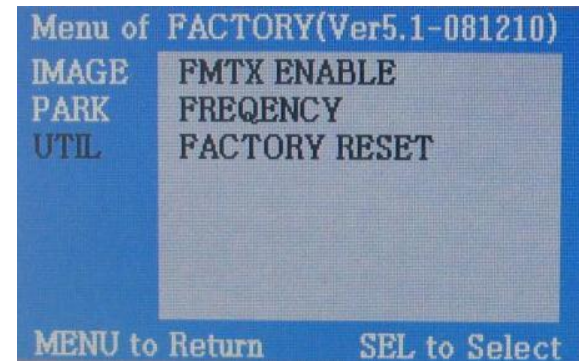 Menu of FACTORY(Ver5.1-081210)
IMAGE FMTX ENABLE
PARK FREQENCY
UTIL FACTORY RESET
MENU to Return SEL to Select